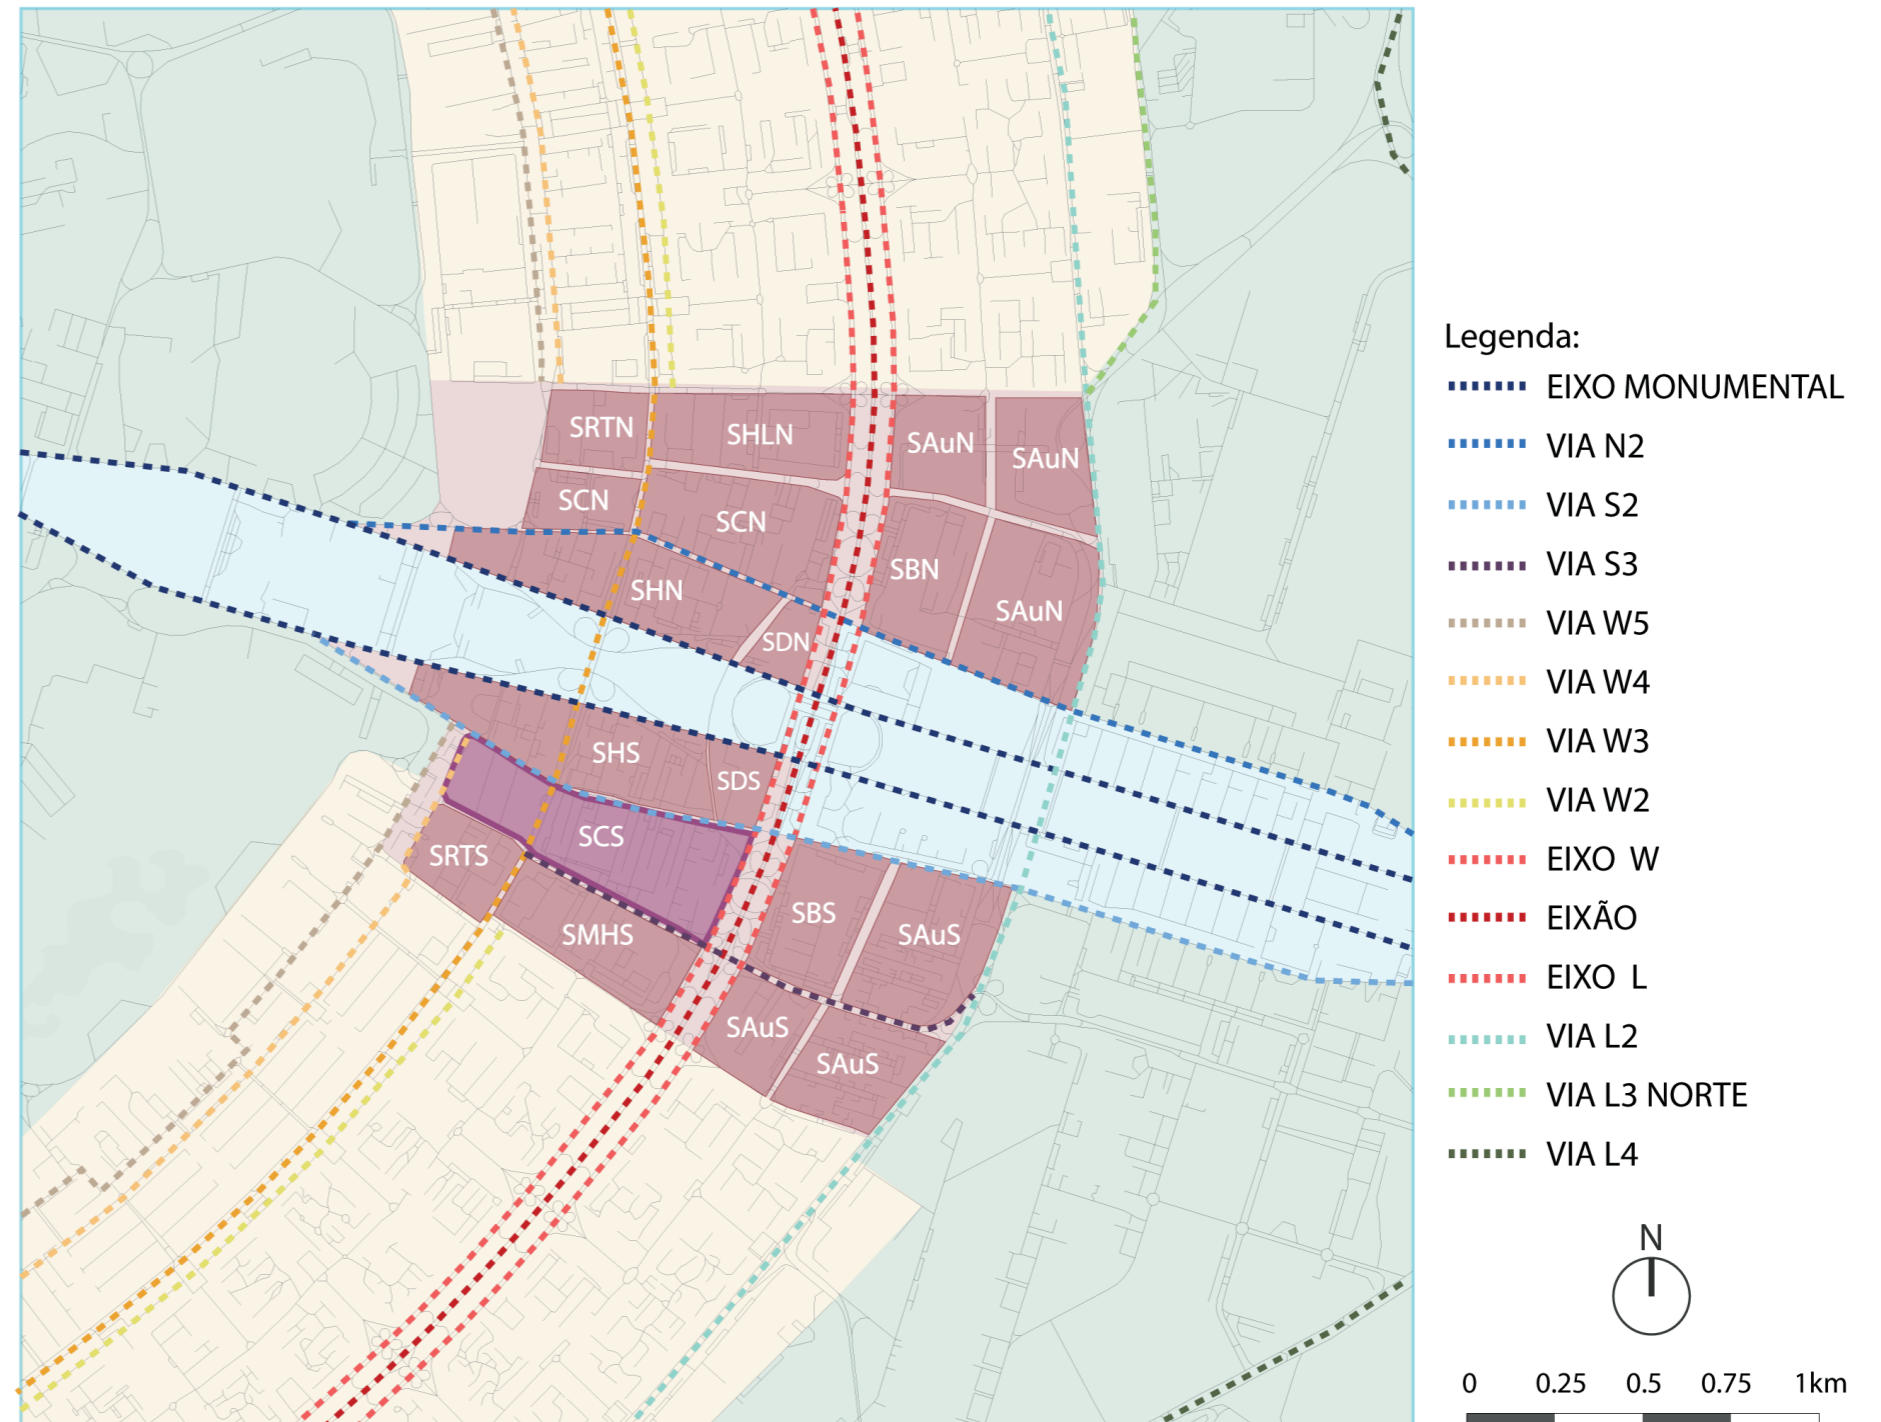 SRTN
SHLN
SAuN
SAuN
SCN
SCN
SBN
SHN
SAuN
SDN
SHS
SDS
SCS
SRTS
SBS
SMHS
SAuS
SAuS
SAuS
Legenda:
EIXO MONUMENTAL
VIA N2
VIA S2
VIA S3
VIA W5
VIA W4
VIA W3
VIA W2
EIXO W
EIXÃO
EIXO L
VIA L2
VIA L3 NORTE
VIA L4
N
0 0.25 0.5 0.75 1km